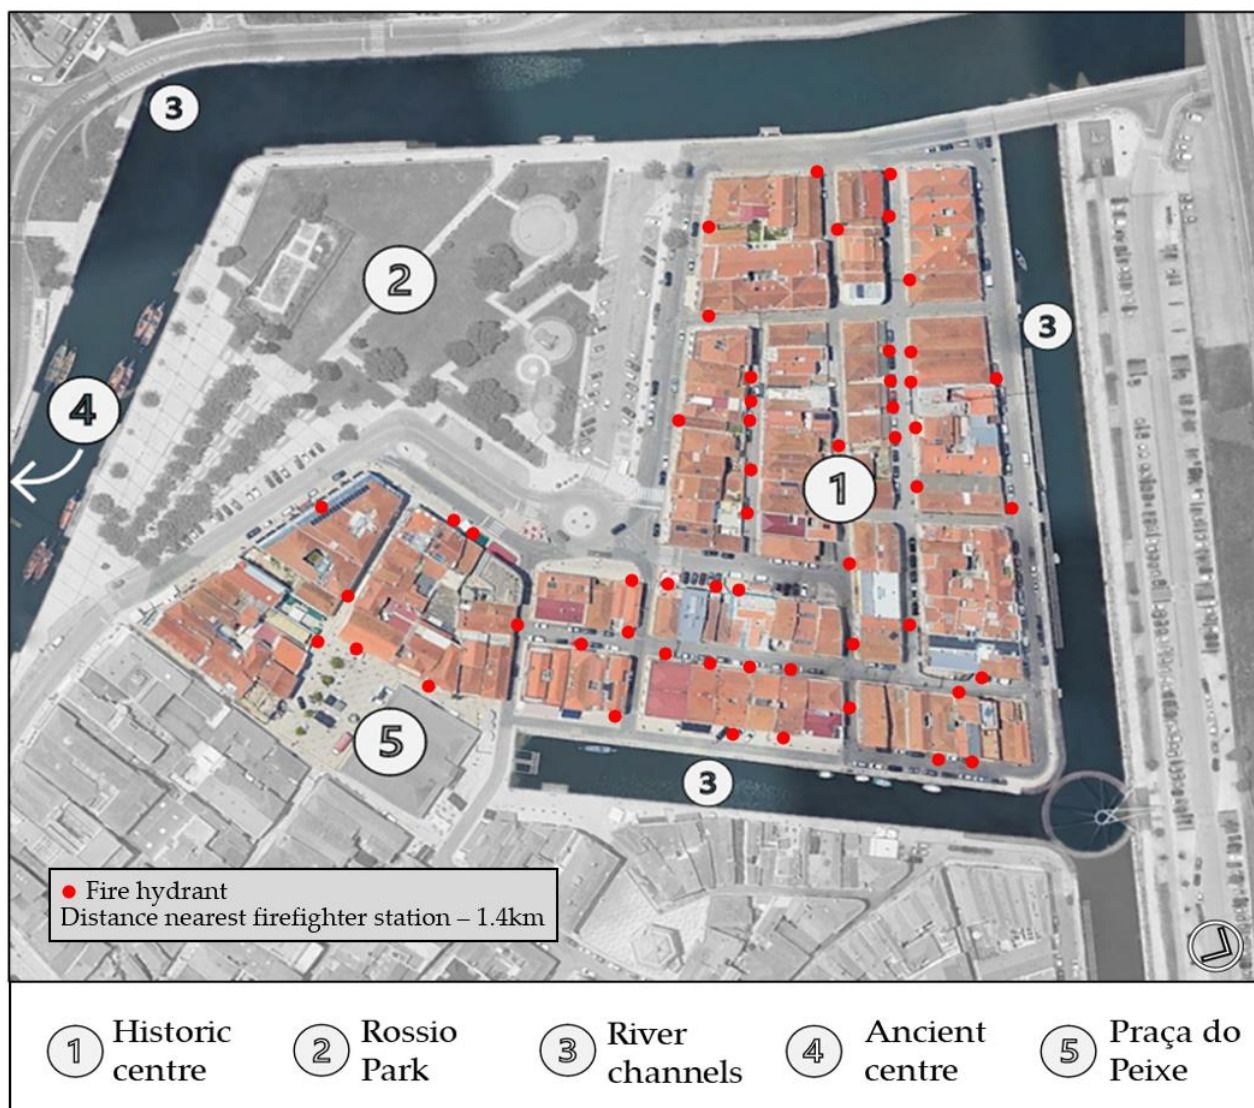 3
2
3
4
1
5
3
Fire hydrant
Distance nearest firefighter station – 1.4km
1 Historic centre
2 Rossio Park
3 River channels
4 Ancient centre
5 Praça do Peixe